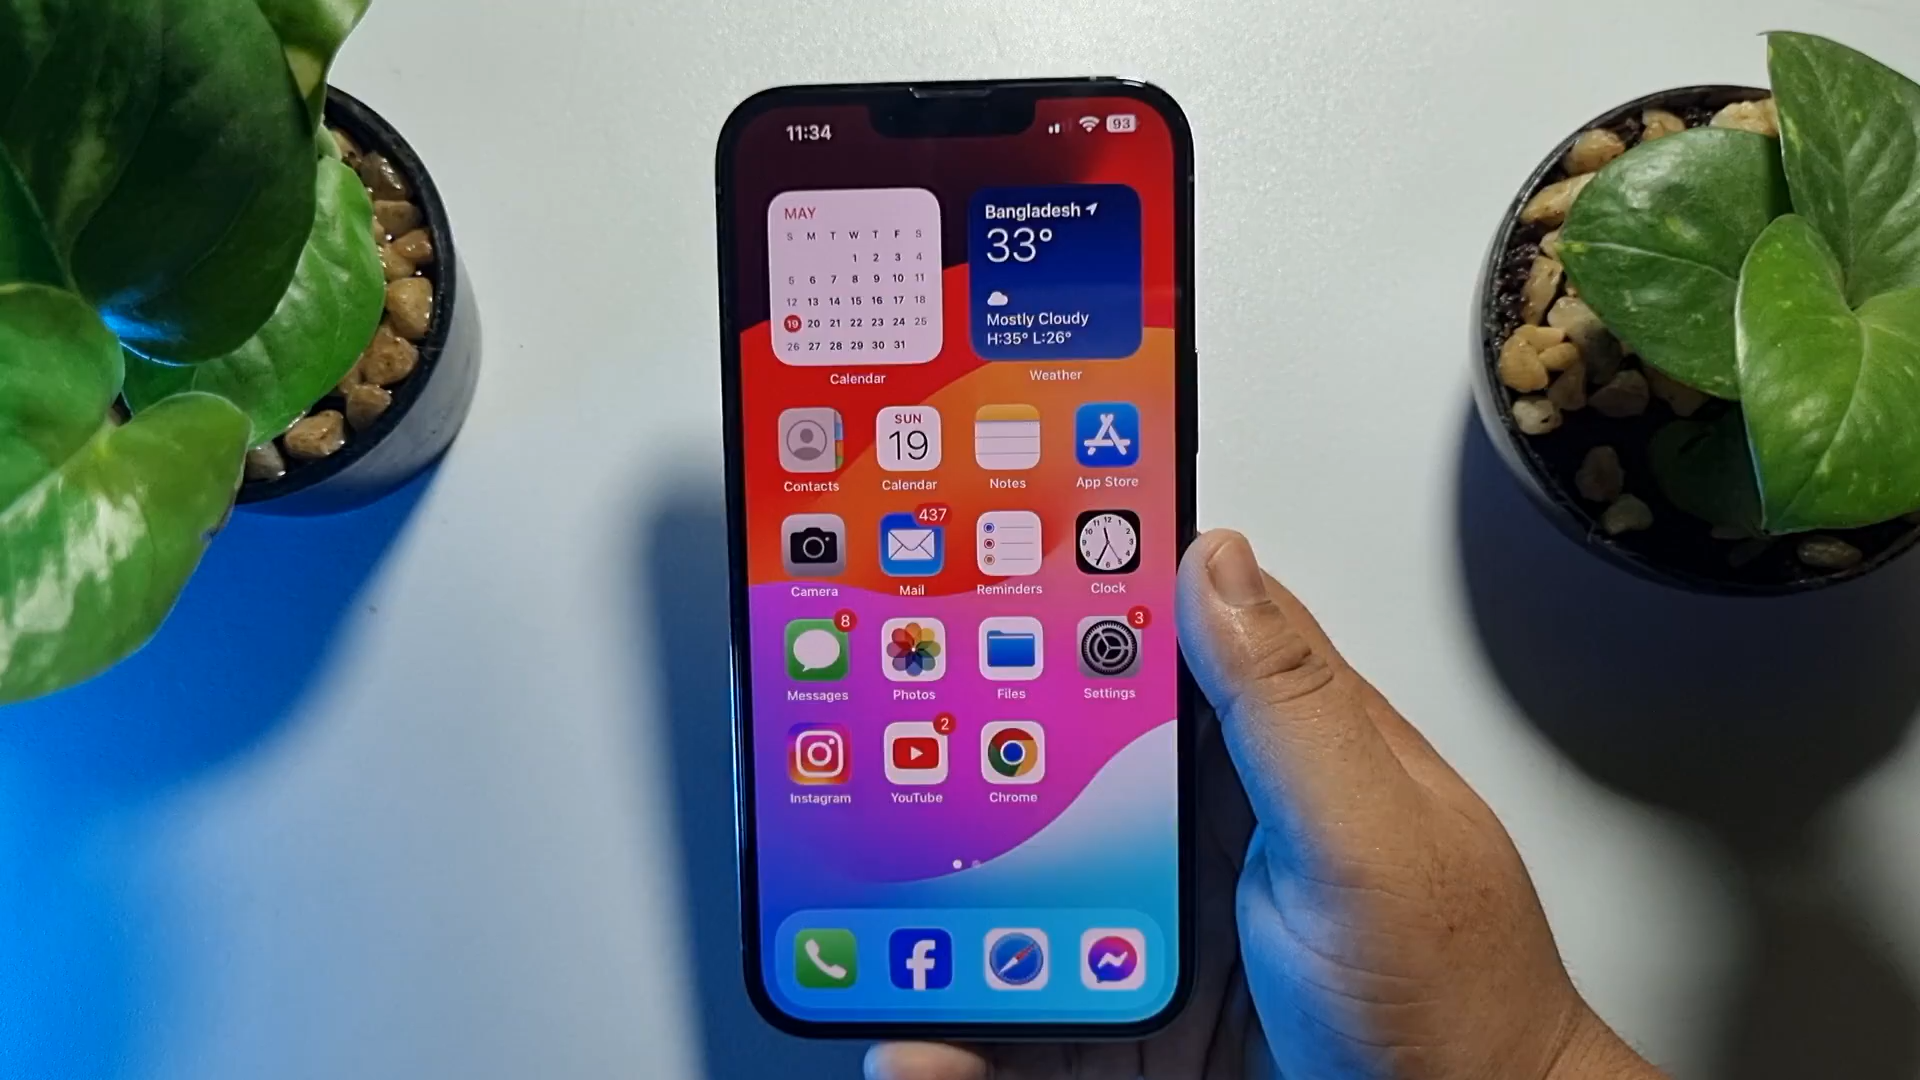 11:34
93
MAY
S M T W T F S
1 2 3 4
5 6 7 8 9 10 11
12 13 14 15 16 17 18
19 20 21 22 23 24 25
26 27 28 29 30 31
Calendar
Bangladesh
33°
Mostly Cloudy
H:35° L:26°
Weather
Contacts
SUN
19
Calendar
Notes
App Store
Camera
437
Mail
Reminders
Clock
8
Messages
Photos
Files
3
Settings
Instagram
2
YouTube
Chrome